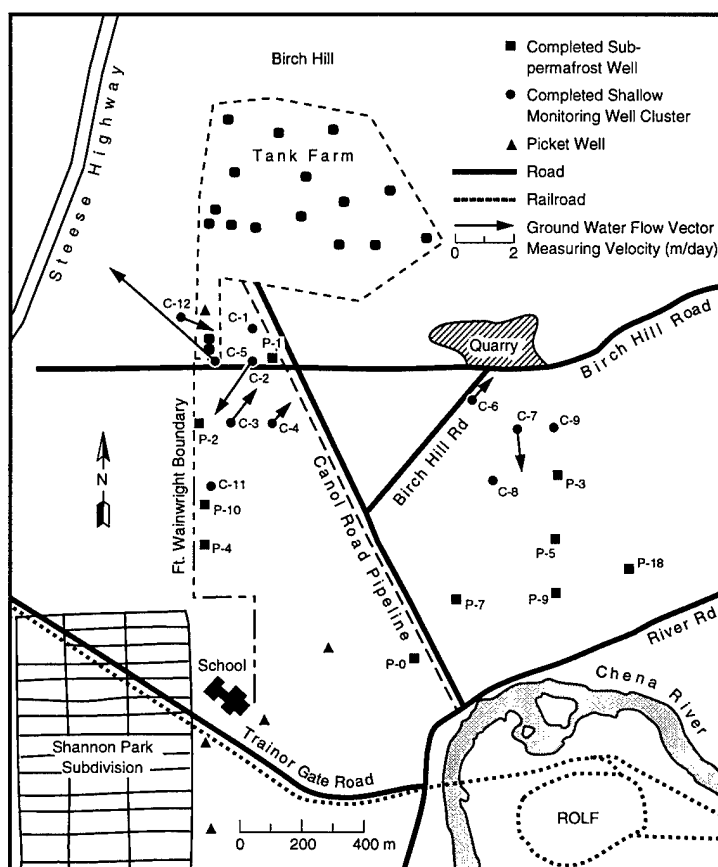 Birch Hill
Completed Sub-
permafrost Well
Completed Shallow
Monitoring Well Cluster
Picket Well
Road
Railroad
Ground Water Flow Vector
Measuring Velocity (m/day)
0 2
Steese Highway
Tank Farm
C-12
C-1
P-1
C-5
C-2
Quarry
Birch Hill Road
C-6
C-7
C-9
C-3
C-4
P-2
Birch Hill Rd
C-8
P-3
N
Ft. Wainwright Boundary
C-11
P-10
P-4
Canol Road Pipeline
P-5
P-18
P-7
P-9
River Rd
School
P-0
Chena River
Shannon Park
Subdivision
Trainor Gate Road
ROLF
0 200 400 m